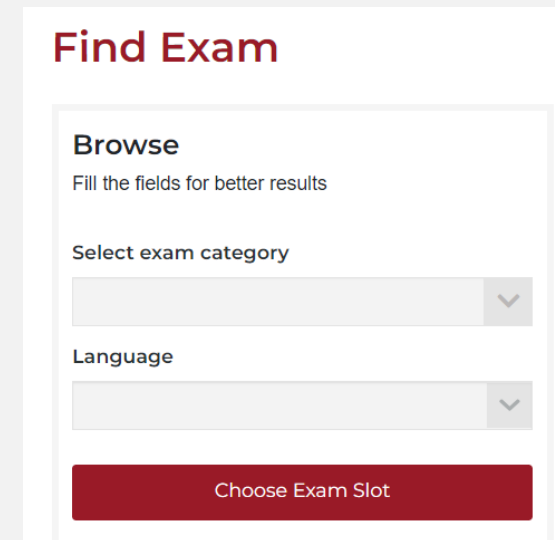 Find Exam
Browse
Fill the fields for better results
Select exam category
Language
Choose Exam Slot